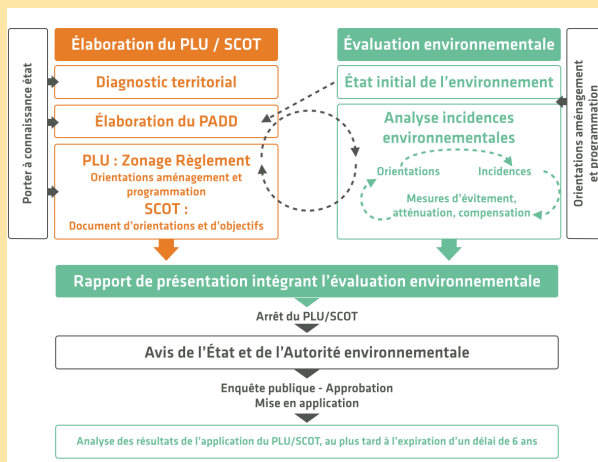 Élaboration du PLU / SCOT
Évaluation environnementale
Porter à connaissance état
Diagnostic territorial
Élaboration du PADD
PLU : Zonage Règlement
Orientations aménagement et
programmation
SCOT :
Document d'orientations et d'objectifs
État initial de l'environnement
Analyse incidences
environnementales
Orientations
Incidences
Mesures d'évitement,
atténuation, compensation
Orientations aménagement
et programmation
Rapport de présentation intégrant l'évaluation environnementale
Arrêt du PLU/SCOT
Avis de l'État et de l'Autorité environnementale
Enquête publique - Approbation
Mise en application
Analyse des résultats de l'application du PLU/SCOT, au plus tard à l'expiration d'un délai de 6 ans